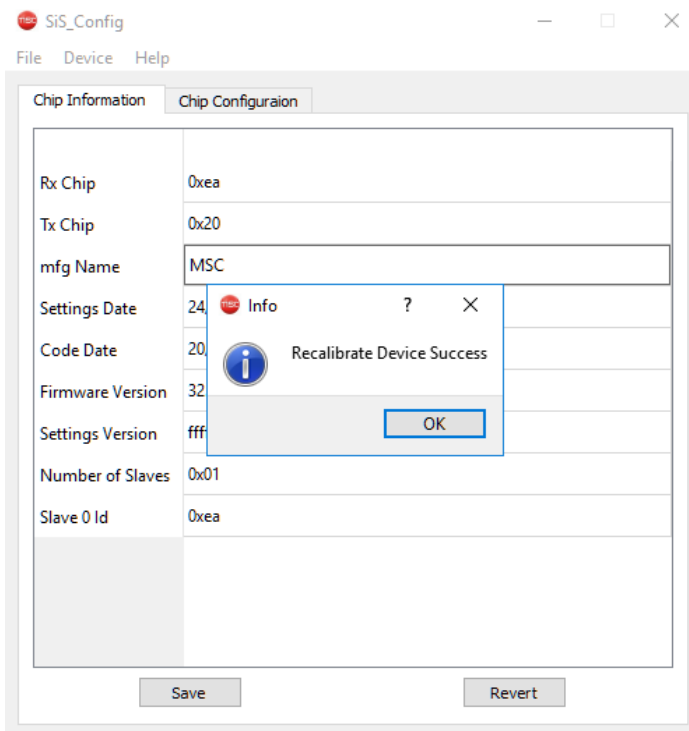 SiS_Config
File Device Help
Chip Information Chip Configuraion
Rx Chip 0xea
Tx Chip 0x20
mfg Name MSC
Settings Date 24,
Info ?
Code Date 20,
Recalibrate Device Success
Firmware Version 32
OK
Settings Version fff
Number of Slaves 0x01
Slave 0 Id 0xea
Save Revert